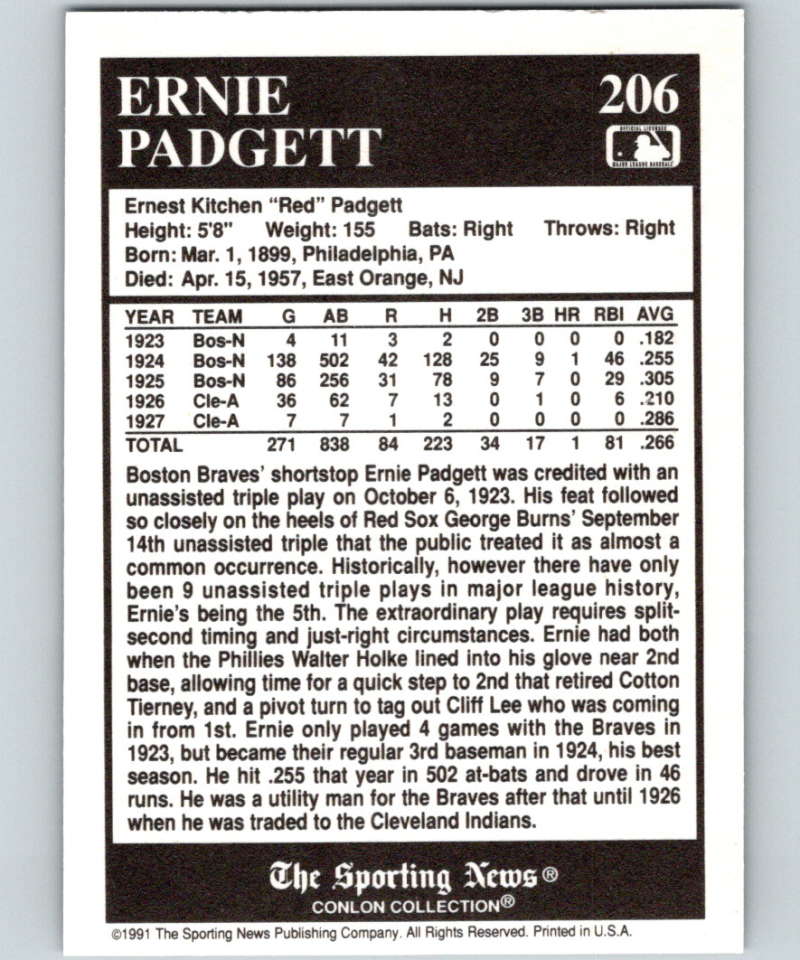 ERNIE 206
PADGETT
OFFICIAL LICENSEE
MAJOR LEAGUE BASEBALL
Ernest Kitchen “Red” Padgett
Height: 5'8" Weight: 155 Bats: Right Throws: Right
Born: Mar. 1, 1899, Philadelphia, PA
Died: Apr. 15, 1957, East Orange, NJ
YEAR TEAM G AB R H 2B 3B HR RBI AVG
1923 Bos-N 4 11 3 2 0 0 0 0 .182
1924 Bos-N 138 502 42 128 25 9 1 46 .255
1925 Bos-N 86 256 31 78 9 7 0 29 .305
1926 Cle-A 36 62 7 13 0 1 0 6 .210
1927 Cle-A 7 7 1 2 0 0 0 0 .286
TOTAL 271 838 84 223 34 17 1 81 .266
Boston Braves’ shortstop Ernie Padgett was credited with an
unassisted triple play on October 6, 1923. His feat followed
so closely on the heels of Red Sox George Burns’ September
14th unassisted triple that the public treated it as almost a
common occurrence. Historically, however there have only
been 9 unassisted triple plays in major league history,
Ernie’s being the 5th. The extraordinary play requires split-
second timing and just-right circumstances. Ernie had both
when the Phillies Walter Holke lined into his glove near 2nd
base, allowing time for a quick step to 2nd that retired Cotton
Tierney, and a pivot turn to tag out Cliff Lee who was coming
in from 1st. Ernie only played 4 games with the Braves in
1923, but became their regular 3rd baseman in 1924, his best
season. He hit .255 that year in 502 at-bats and drove in 46
runs. He was a utility man for the Braves after that until 1926
when he was traded to the Cleveland Indians.
The Sporting News®
CONLON COLLECTION®
©1991 The Sporting News Publishing Company. All Rights Reserved. Printed in U.S.A.